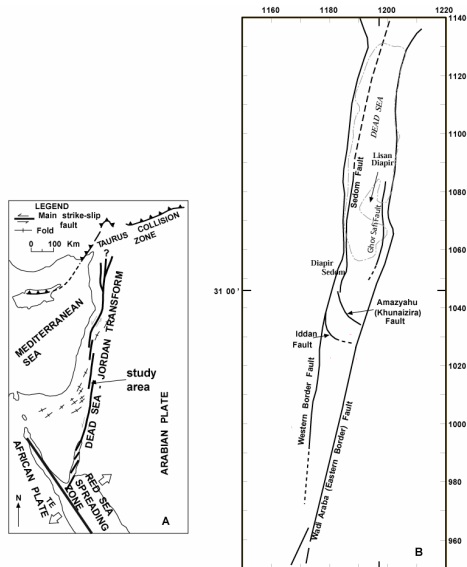 LEGEND
Main strike-slip
fault
Fold
0 100 Km
TAURUS COLLISION
ZONE
?
MEDITERRANEAN
SEA
DEAD SEA - JORDAN TRANSFORM
study
area
ARABIAN PLATE
AFRICAN PLATE
RED SEA
SPREADING
ZONE
TE
N
A
1160 1180 1200 1220
1140
1120
1100
1080
1060
1040
1020
1000
980
960
31 00'
DEAD SEA
Lisan
Diapir
Sedom Fault
Ghor Safi Fault
Diapir
Sedom
Amazyahu
(Khunaizira)
Fault
Iddan
Fault
Western Border Fault
Wadi Araba (Eastern Border) Fault
B